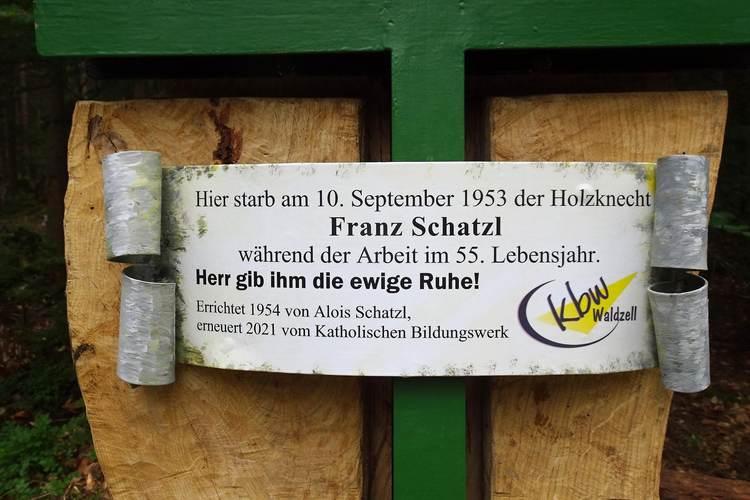 Hier starb am 10. September 1953 der Holzknecht
Franz Schatzl
während der Arbeit im 55. Lebensjahr.
Herr gib ihm die ewige Ruhe!
Errichtet 1954 von Alois Schatzl,
erneuert 2021 vom Katholischen Bildungswerk
kbw
Waldzell